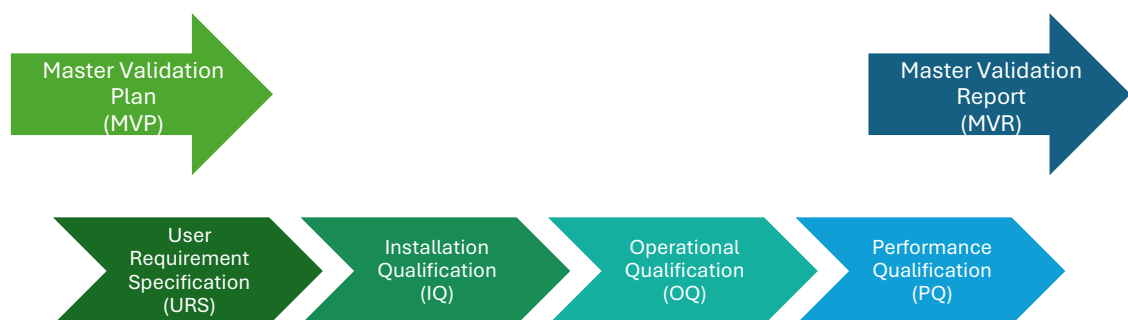 Master Validation
Plan
(MVP)
Master Validation
Report
(MVR)
User
Requirement
Specification
(URS)
Installation
Qualification
(IQ)
Operational
Qualification
(OQ)
Performance
Qualification
(PQ)